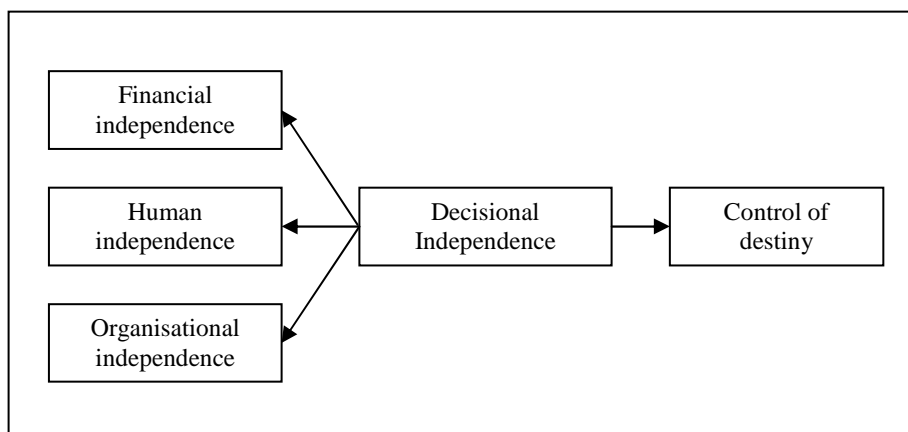 Financial
independence
Human
independence
Organisational
independence
Decisional
Independence
Control of
destiny